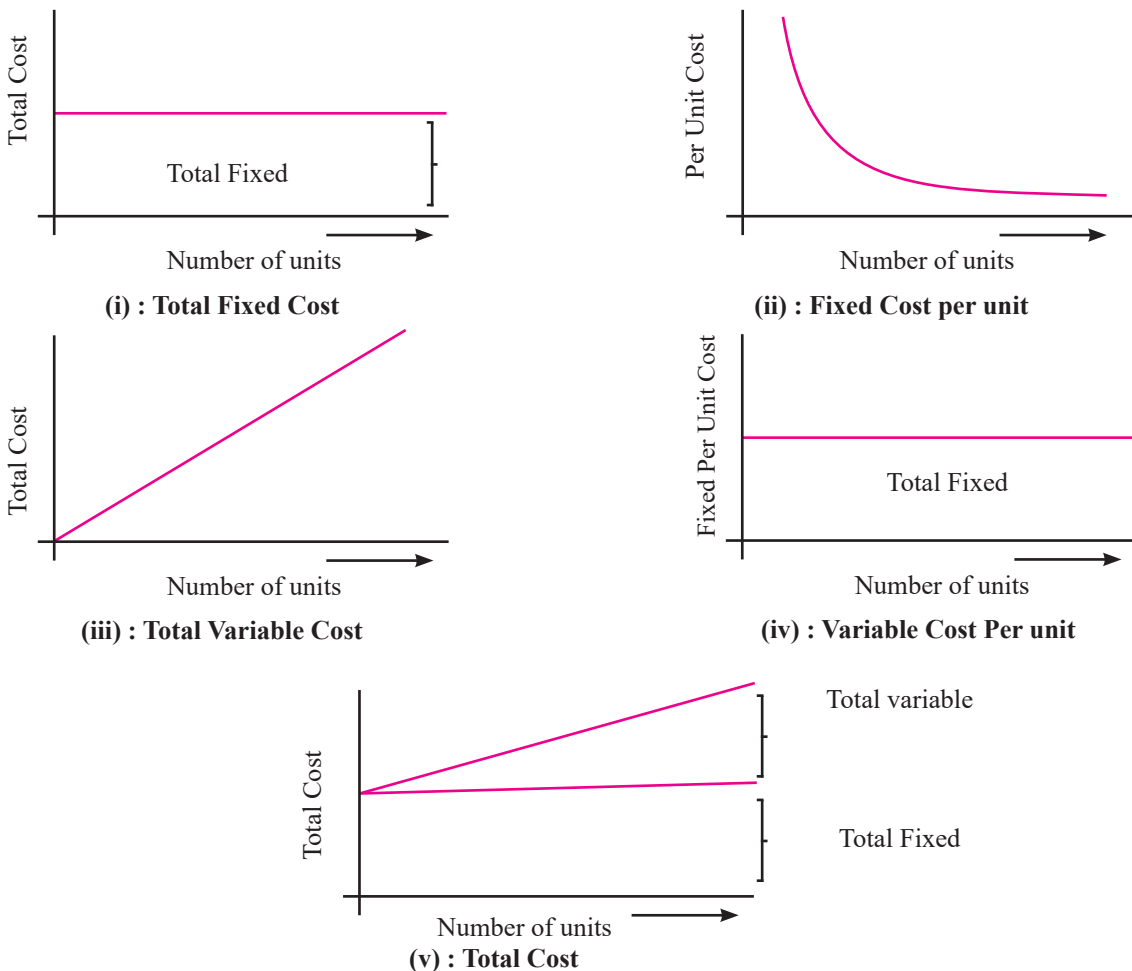 Total Cost
Total Fixed
Number of units
(i) : Total Fixed Cost
Per Unit Cost
Number of units
(ii) : Fixed Cost per unit
Total Cost
Number of units
(iii) : Total Variable Cost
Fixed Per Unit Cost
Total Fixed
Number of units
(iv) : Variable Cost Per unit
Total Cost
Total variable
Total Fixed
Number of units
(v) : Total Cost